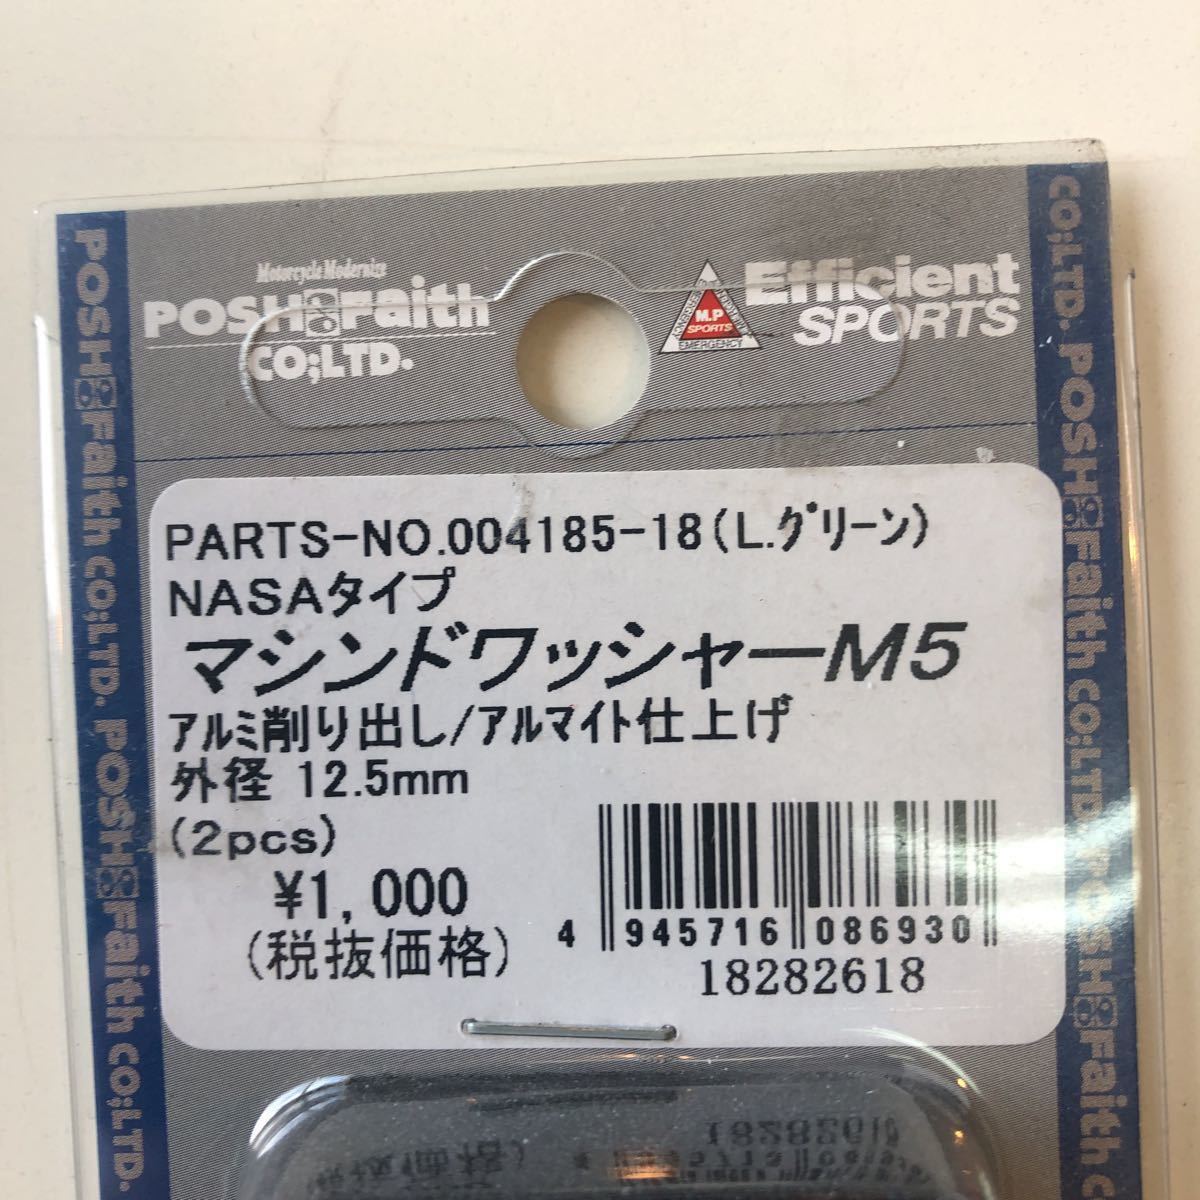 Motorcycle Modernize
POSH Faith
CO;LTD.
Efficient
SPORTS
M.P
SPORTS
EMERGENCY
PARTS-NO.004185-18(L.ｸﾞﾘｰﾝ)
NASAタイプ
マシンドワッシャーM5
ｱﾙﾐ削り出し/ｱﾙﾏｲﾄ仕上げ
外径 12.5mm
(2pcs)
¥1,000
(税抜価格)
4 945716 086930
18282618
POSH Faith CO;LTD. POSH Faith CO;LTD.
CO;LTD. POSH Faith CO;LTD. POSH Faith CO;LTD.